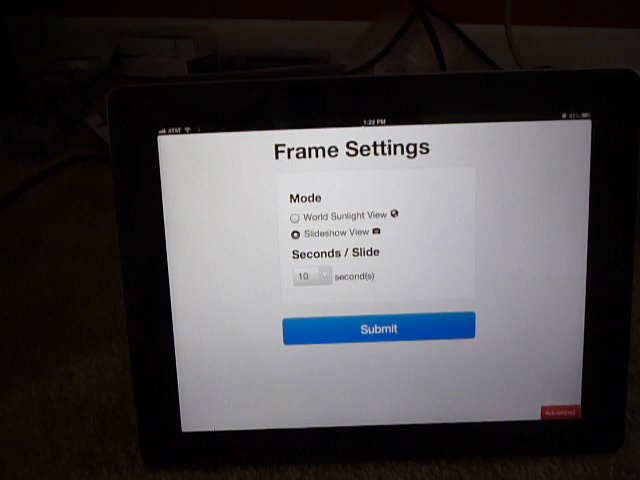 AT&T
1:22 PM
Frame Settings
Mode
World Sunlight View
Slideshow View
Seconds / Slide
10 second(s)
Submit
Advanced